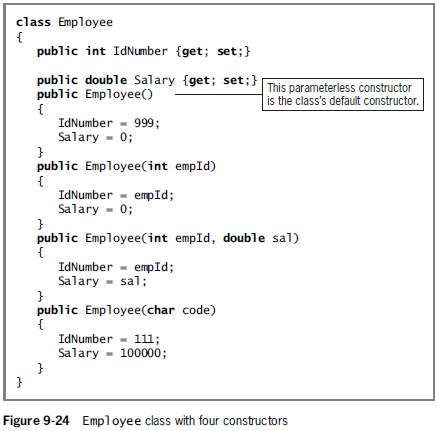 class Employee
{
public int IdNumber {get; set;}
public double Salary {get; set;}
public Employee()
This parameterless constructor
is the class's default constructor.
{
IdNumber = 999;
Salary = 0;
}
public Employee(int empId)
{
IdNumber = empId;
Salary = 0;
}
public Employee(int empId, double sal)
{
IdNumber = empId;
Salary = sal;
}
public Employee(char code)
{
IdNumber = 111;
Salary = 100000;
}
}
Figure 9-24 Employee class with four constructors